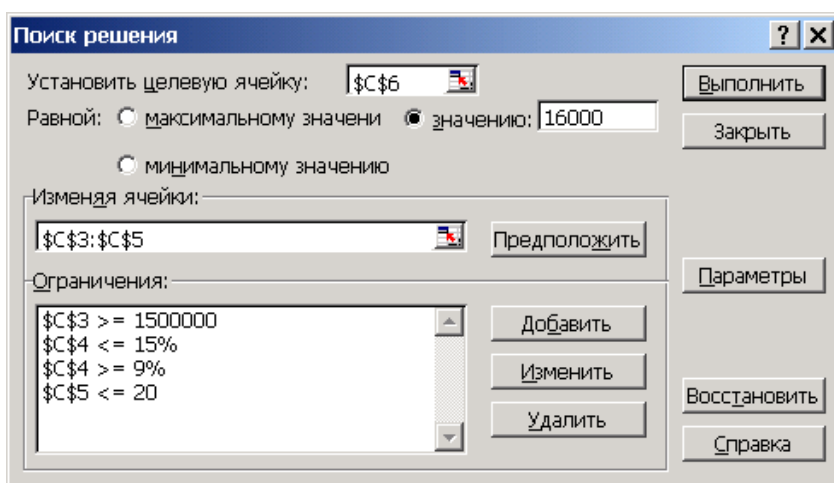 Поиск решения
Установить целевую ячейку: $C$6
Выполнить
Равной: максимальному значени значению: 16000
Закрыть
минимальному значению
Изменяя ячейки:
$C$3:$C$5
Предположить
Ограничения:
Параметры
$C$3 >= 1500000
$C$4 <= 15%
$C$4 >= 9%
$C$5 <= 20
Добавить
Изменить
Удалить
Восстановить
Справка